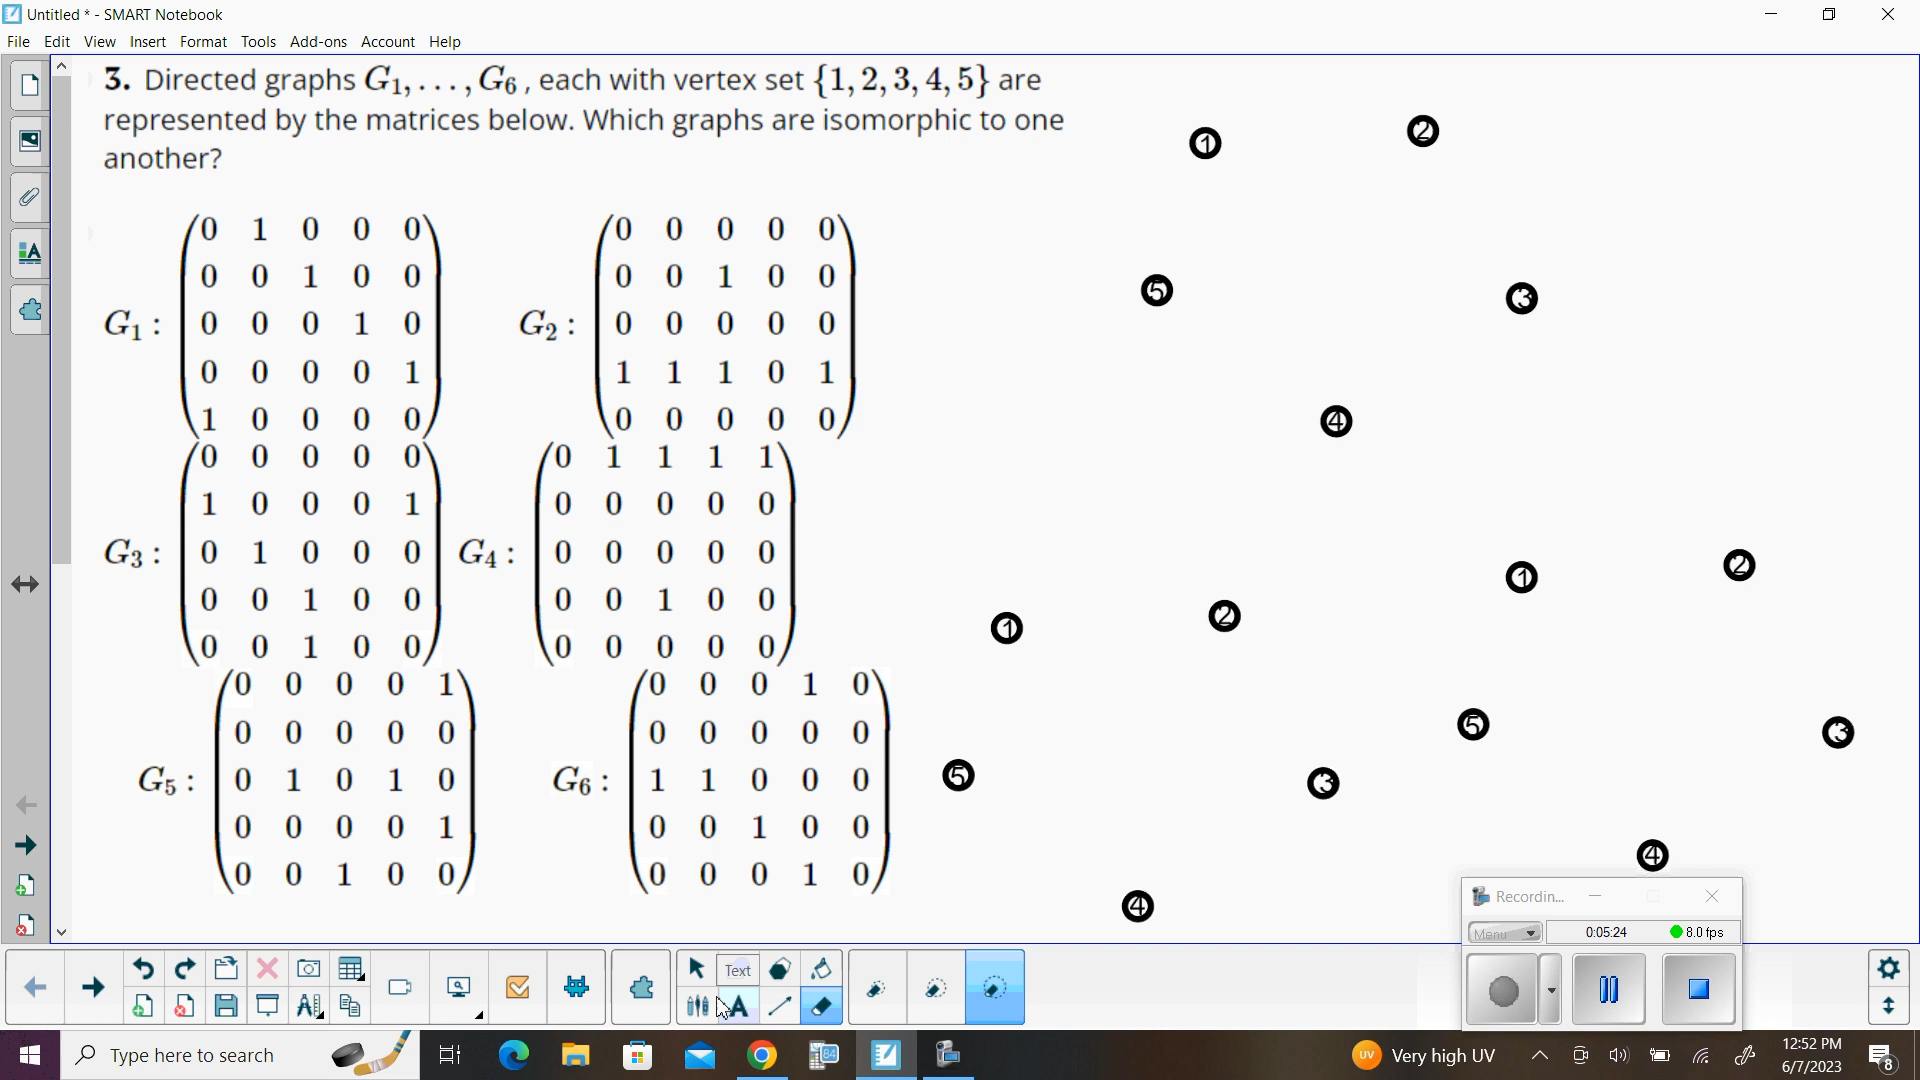 Untitled * - SMART Notebook
File Edit View Insert Format Tools Add-ons Account Help
3. Directed graphs G₁, . . . , G₆ , each with vertex set {1, 2, 3, 4, 5} are
represented by the matrices below. Which graphs are isomorphic to one
another?
G₁ :
0 1 0 0 0
0 0 1 0 0
0 0 0 1 0
0 0 0 0 1
1 0 0 0 0
G₂ :
0 0 0 0 0
0 0 1 0 0
0 0 0 0 0
1 1 1 0 1
0 0 0 0 0
G₃ :
0 0 0 0 0
1 0 0 0 1
0 1 0 0 0
0 0 1 0 0
0 0 1 0 0
G₄ :
0 1 1 1 1
0 0 0 0 0
0 0 0 0 0
0 0 1 0 0
0 0 0 0 0
G₅ :
0 0 0 0 1
0 0 0 0 0
0 1 0 1 0
0 0 0 0 1
0 0 1 0 0
G₆ :
0 0 0 1 0
0 0 0 0 0
1 1 0 0 0
0 0 1 0 0
0 0 0 1 0
1
2
5
3
4
1
2
5
3
4
1
2
5
3
4
Recordin...
Menu
0:05:24
8.0 fps
Text
A
Type here to search
84
UV
Very high UV
12:52 PM
6/7/2023
8